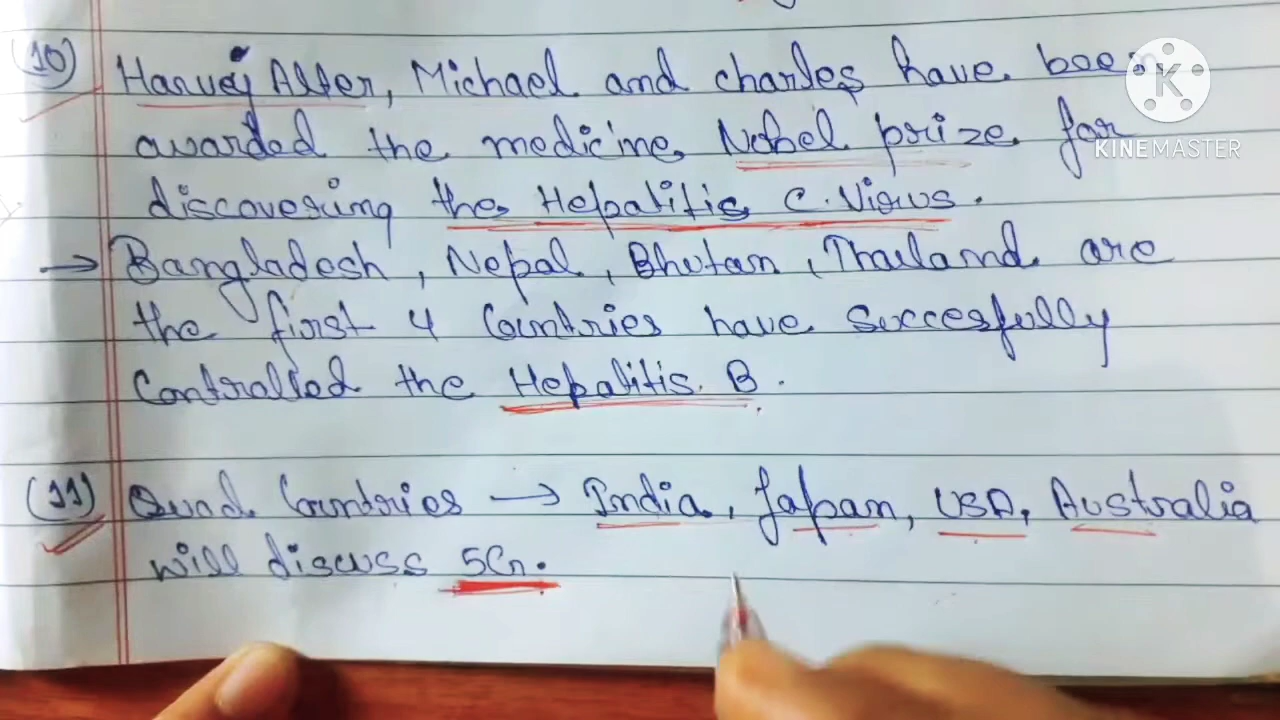 (10) Harvey Alter, Michael and charles have been
awarded the medicine Nobel prize for
discovering the Hepatitis C. Virus.
→ Bangladesh, Nepal, Bhutan, Thailand are
the first 4 Countries have Succesfully
Controlled the Hepatitis B.
(11) Quad Countries → India, Japan, USA, Australia
will discuss 5G.
K
KINEMASTER